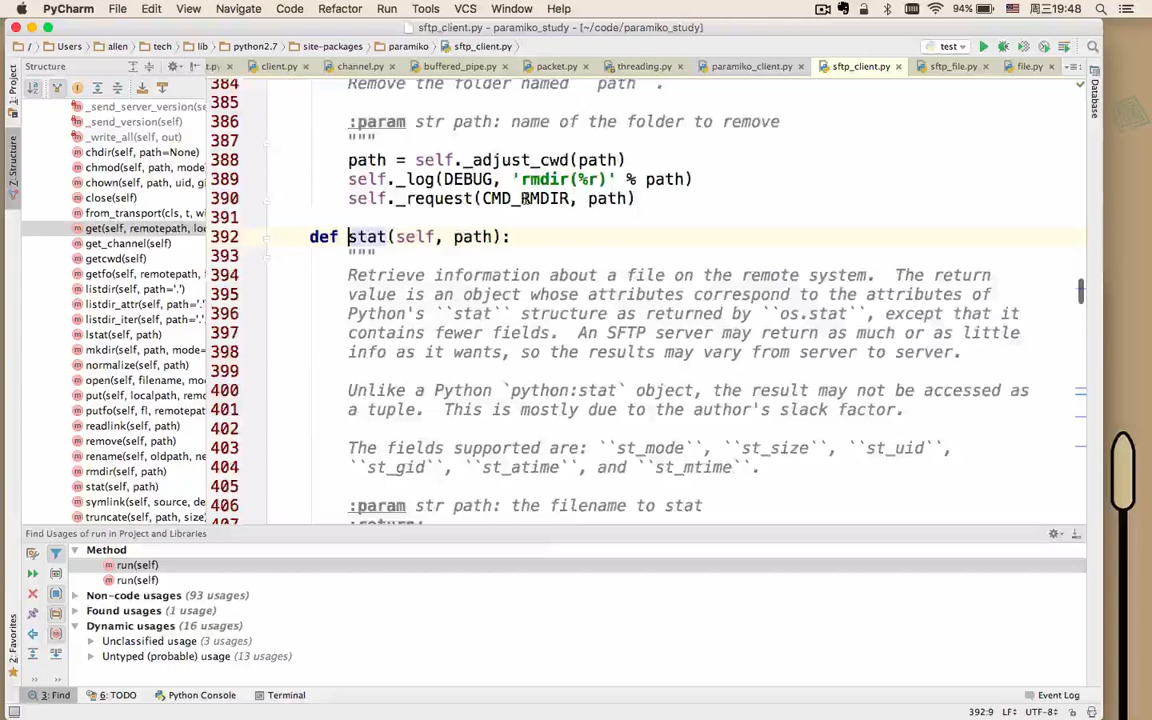 PyCharm File Edit View Navigate Code Refactor Run Tools VCS Window Help 94% 周三19:48
sftp_client.py - paramiko_study - [~/code/paramiko_study]
/ Users allen tech lib python2.7 site-packages paramiko sftp_client.py test
Structure
.py client.py channel.py buffered_pipe.py packet.py threading.py paramiko_client.py sftp_client.py sftp_file.py file.py
1: Project
Z: Structure
2: Favorites
Database
_send_server_version(se
_send_version(self)
_write_all(self, out)
chdir(self, path=None)
chmod(self, path, mode)
chown(self, path, uid, gi
close(self)
from_transport(cls, t, wi
get(self, remotepath, loc
get_channel(self)
getcwd(self)
getfo(self, remotepath,
listdir(self, path='.')
listdir_attr(self, path='.'
listdir_iter(self, path='.'
lstat(self, path)
mkdir(self, path, mode=
normalize(self, path)
open(self, filename, mod
put(self, localpath, remo
putfo(self, fl, remotepat
readlink(self, path)
remove(self, path)
rename(self, oldpath, ne
rmdir(self, path)
stat(self, path)
symlink(self, source, de
truncate(self, path, size)
384 Remove the folder named ``path``.
385
386 :param str path: name of the folder to remove
387 """
388 path = self._adjust_cwd(path)
389 self._log(DEBUG, 'rmdir(%r)' % path)
390 self._request(CMD_RMDIR, path)
391
392 def stat(self, path):
393 """
394 Retrieve information about a file on the remote system.  The return
395 value is an object whose attributes correspond to the attributes of
396 Python's ``stat`` structure as returned by ``os.stat``, except that it
397 contains fewer fields.  An SFTP server may return as much or as little
398 info as it wants, so the results may vary from server to server.
399
400 Unlike a Python `python:stat` object, the result may not be accessed as
401 a tuple.  This is mostly due to the author's slack factor.
402
403 The fields supported are: ``st_mode``, ``st_size``, ``st_uid``,
404 ``st_gid``, ``st_atime``, and ``st_mtime``.
405
406 :param str path: the filename to stat
407 :return:
Find Usages of run in Project and Libraries
Method
run(self)
run(self)
Non-code usages (93 usages)
Found usages (1 usage)
Dynamic usages (16 usages)
Unclassified usage (3 usages)
Untyped (probable) usage (13 usages)
3: Find 6: TODO Python Console Terminal Event Log
392:9 LF÷ UTF-8÷